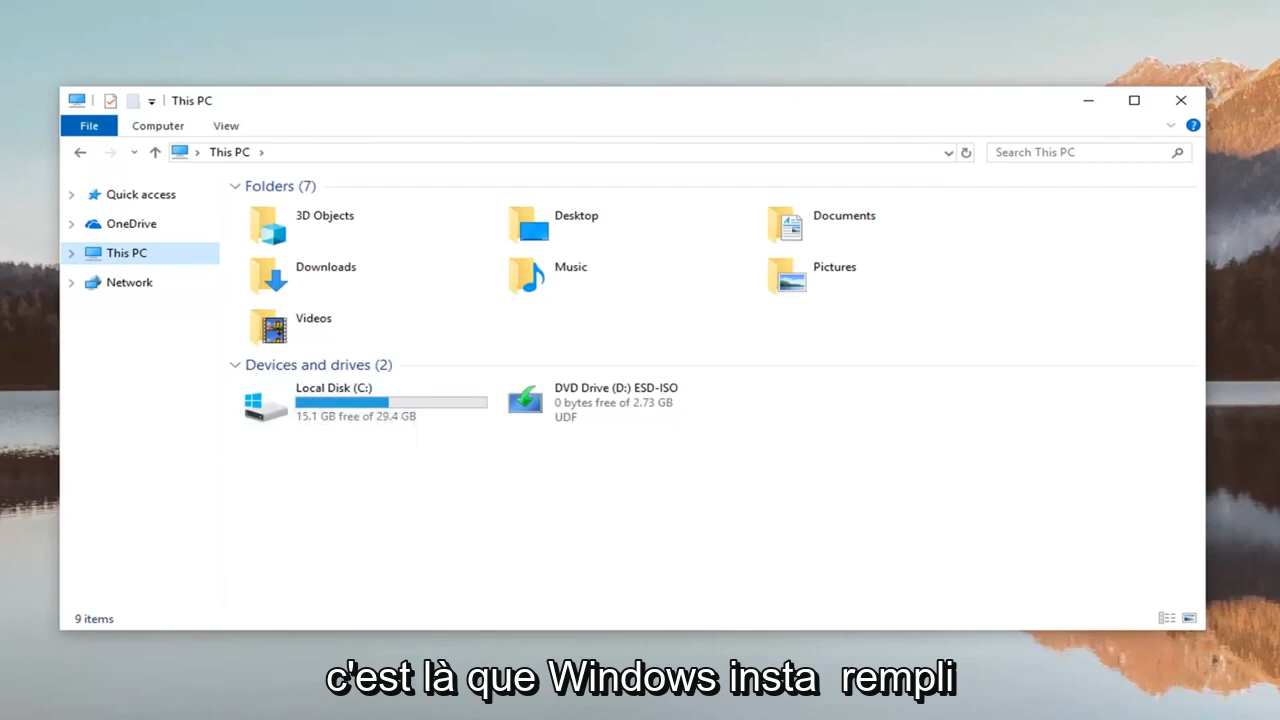 This PC
File Computer View
This PC
Search This PC
Quick access
OneDrive
This PC
Network
Folders (7)
3D Objects
Desktop
Documents
Downloads
Music
Pictures
Videos
Devices and drives (2)
Local Disk (C:)
15.1 GB free of 29.4 GB
DVD Drive (D:) ESD-ISO
0 bytes free of 2.73 GB
UDF
9 items
c'est là que Windows insta rempli